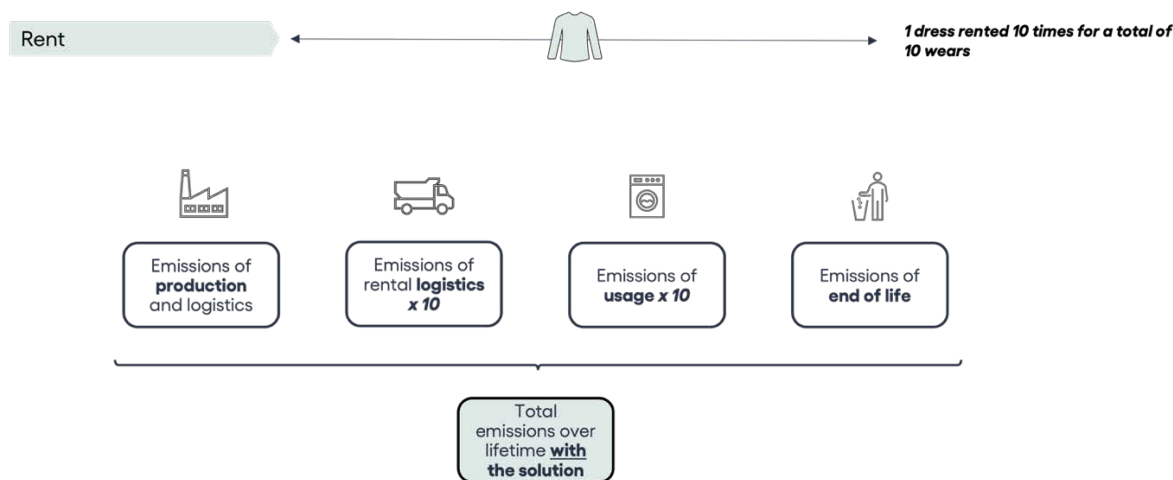 Rent
1 dress rented 10 times for a total of
10 wears
Emissions of
production
and logistics
Emissions of
rental logistics
x 10
Emissions of
usage x 10
Emissions of
end of life
Total
emissions over
lifetime with
the solution